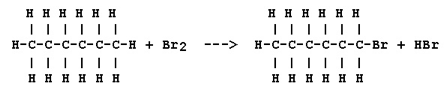 H H H H H H H H H H H H
| | | | | | | | | | | |
H-C-C-C-C-C-C-H + Br2 ---> H-C-C-C-C-C-C-Br + HBr
| | | | | | | | | | | |
H H H H H H H H H H H H